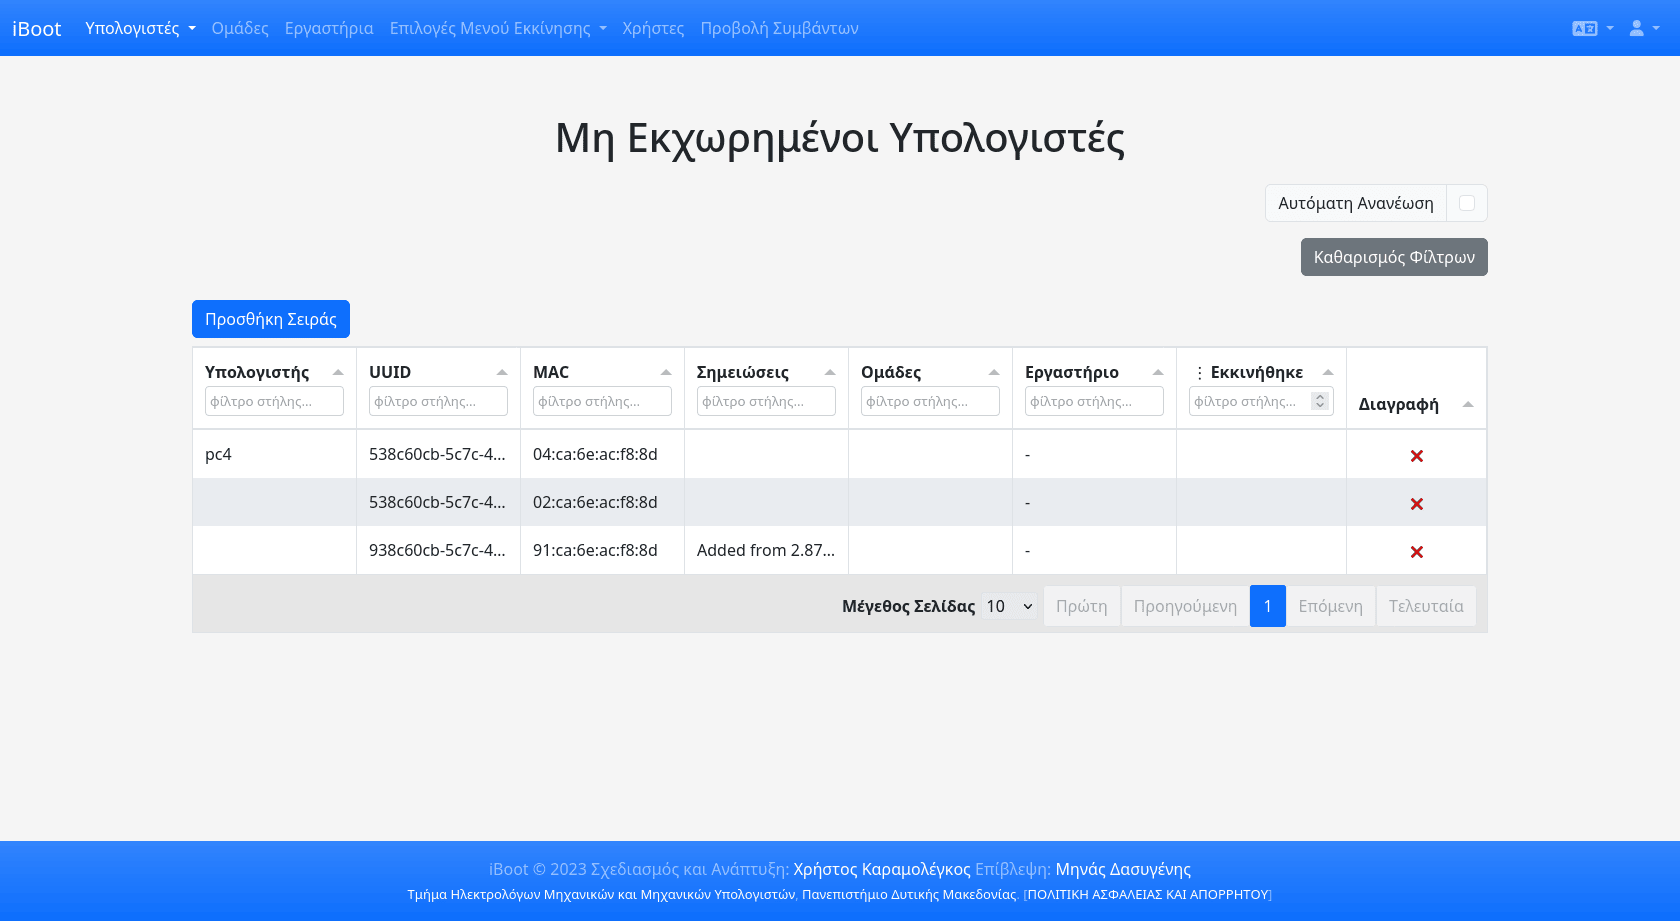 iBoot Υπολογιστές Ομάδες Εργαστήρια Επιλογές Μενού Εκκίνησης Χρήστες Προβολή Συμβάντων
Μη Εκχωρημένοι Υπολογιστές
Αυτόματη Ανανέωση
Καθαρισμός Φίλτρων
Προσθήκη Σειράς
Υπολογιστής UUID MAC Σημειώσεις Ομάδες Εργαστήριο ⋮ Εκκινήθηκε Διαγραφή
φίλτρο στήλης... φίλτρο στήλης... φίλτρο στήλης... φίλτρο στήλης... φίλτρο στήλης... φίλτρο στήλης... φίλτρο στήλης...
pc4 538c60cb-5c7c-4... 04:ca:6e:ac:f8:8d -
538c60cb-5c7c-4... 02:ca:6e:ac:f8:8d -
938c60cb-5c7c-4... 91:ca:6e:ac:f8:8d Added from 2.87... -
Μέγεθος Σελίδας 10 Πρώτη Προηγούμενη 1 Επόμενη Τελευταία
iBoot © 2023 Σχεδιασμός και Ανάπτυξη: Χρήστος Καραμολέγκος Επίβλεψη: Μηνάς Δασυγένης
Τμήμα Ηλεκτρολόγων Μηχανικών και Μηχανικών Υπολογιστών, Πανεπιστήμιο Δυτικής Μακεδονίας. [ΠΟΛΙΤΙΚΗ ΑΣΦΑΛΕΙΑΣ ΚΑΙ ΑΠΟΡΡΗΤΟΥ]